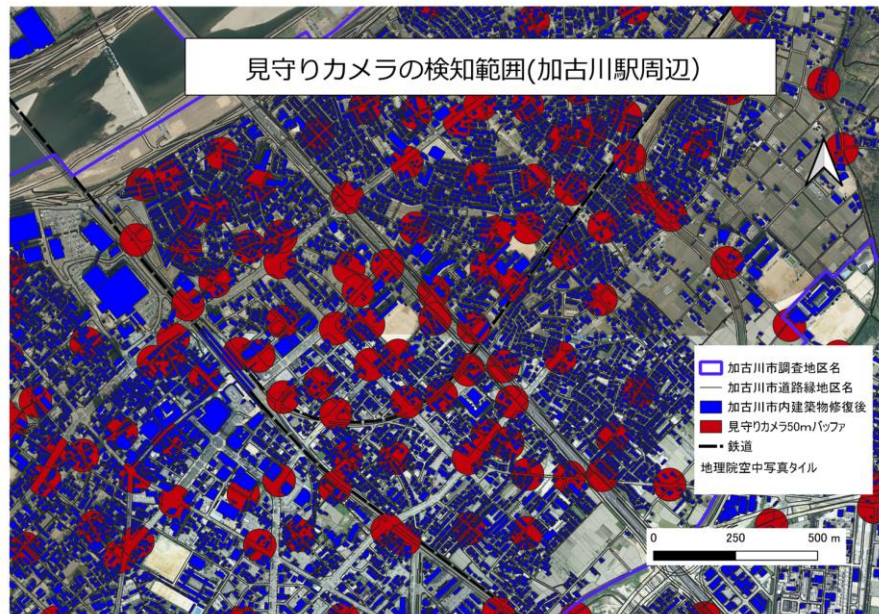 見守りカメラの検知範囲(加古川駅周辺)
加古川市調査地区名
加古川市道路縁地区名
加古川市内建築物修復後
見守りカメラ50mバッファ
鉄道
地理院空中写真タイル
0 250 500 m